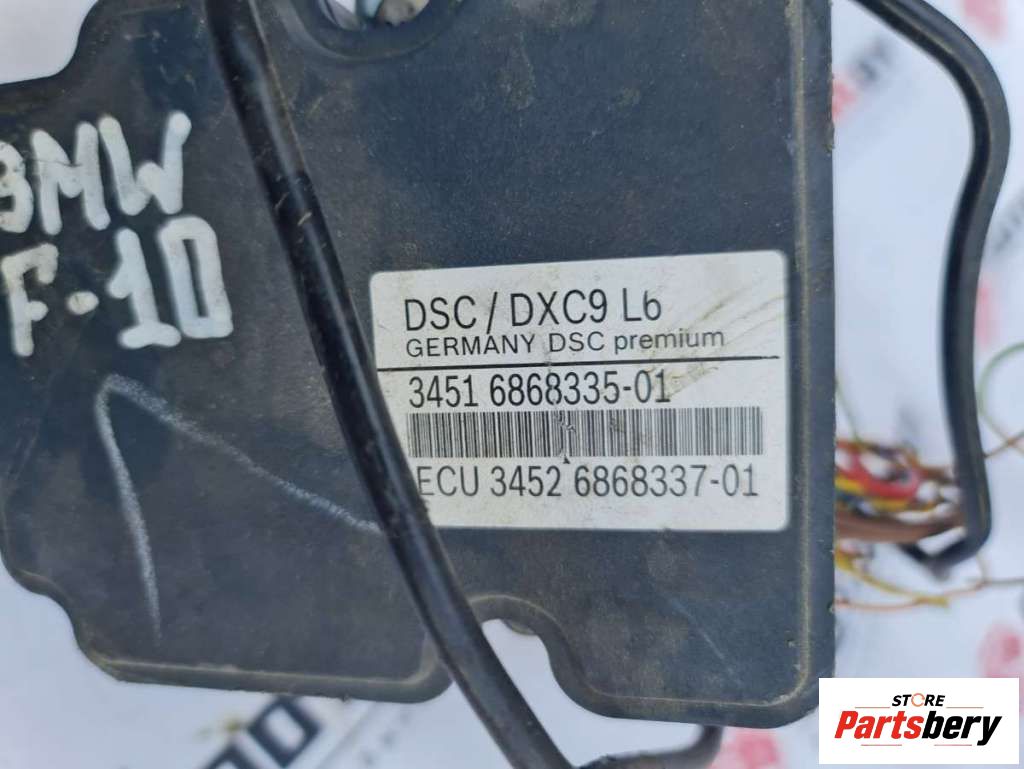 BMW
F-10
DSC / DXC9 L6
GERMANY DSC premium
3451 6868335-01
ECU 3452 6868337-01
STORE
Partsbery